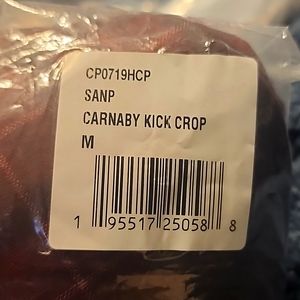 CP0719HCP
SANP
CARNABY KICK CROP
M
1 95517 25058 8